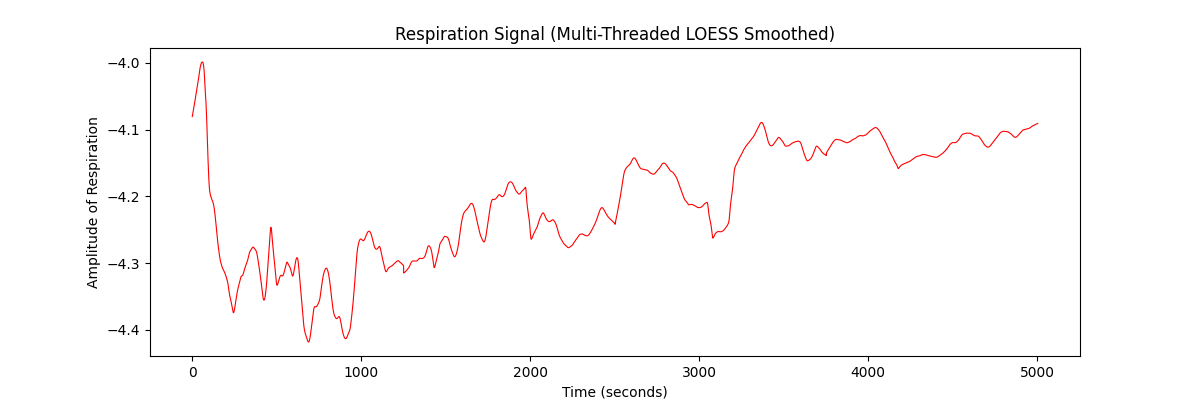 Respiration Signal (Multi-Threaded LOESS Smoothed)
Amplitude of Respiration
−4.0
−4.1
−4.2
−4.3
−4.4
0 1000 2000 3000 4000 5000
Time (seconds)